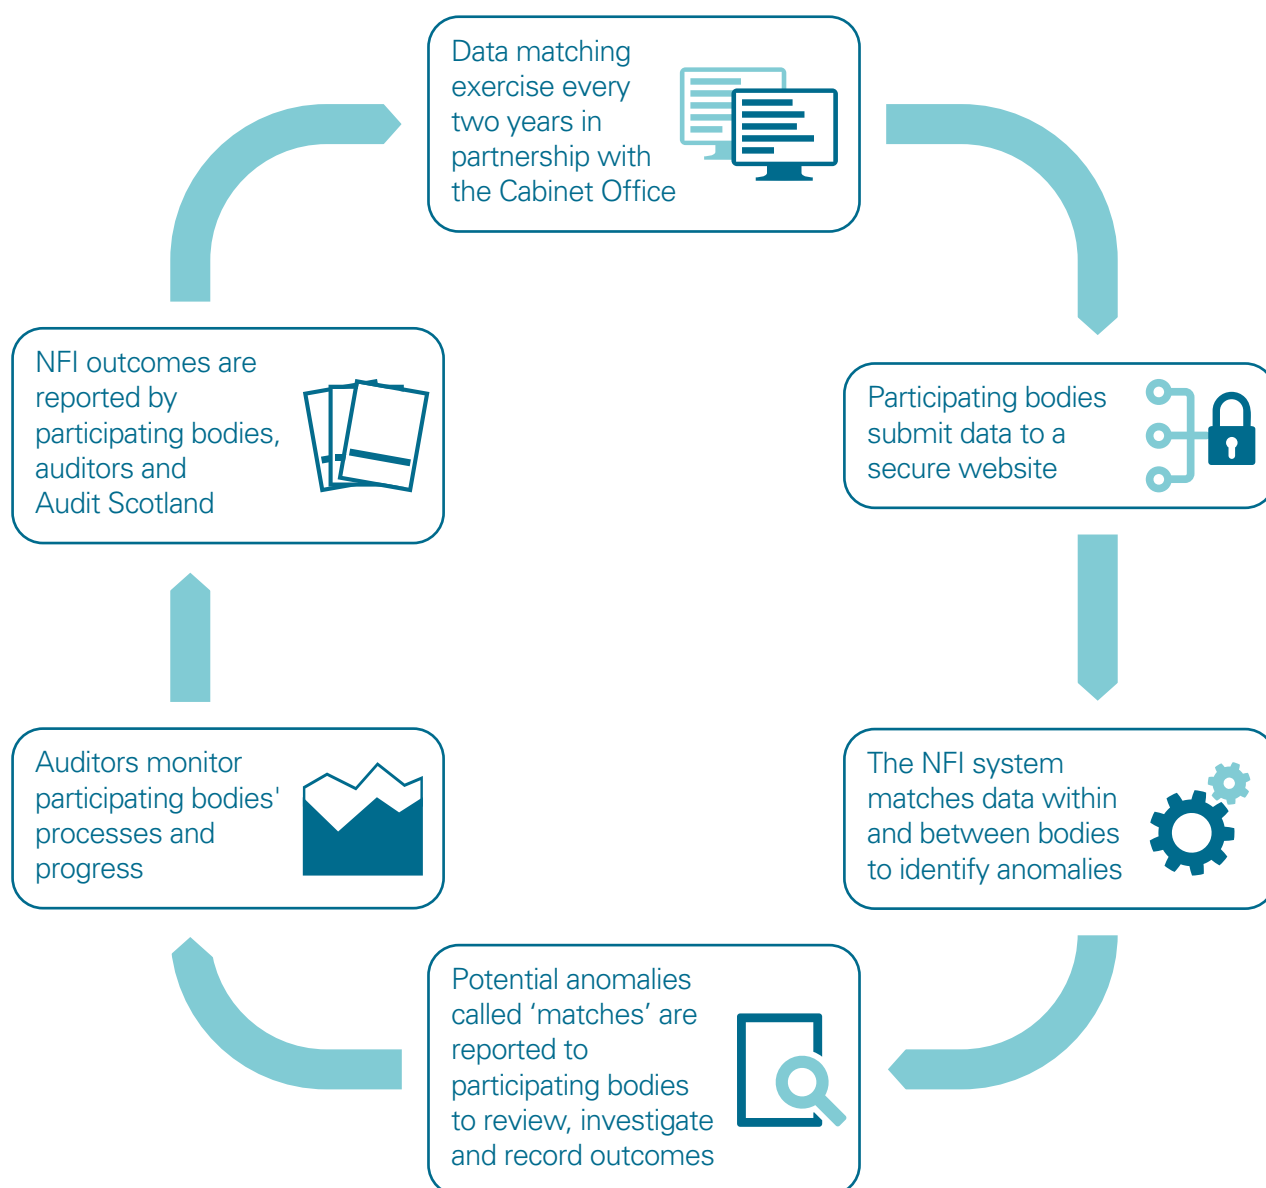 Data matching
exercise every
two years in
partnership with
the Cabinet Office
Participating bodies
submit data to a
secure website
The NFI system
matches data within
and between bodies
to identify anomalies
Potential anomalies
called ‘matches’ are
reported to
participating bodies
to review, investigate
and record outcomes
Auditors monitor
participating bodies'
processes and
progress
NFI outcomes are
reported by
participating bodies,
auditors and
Audit Scotland